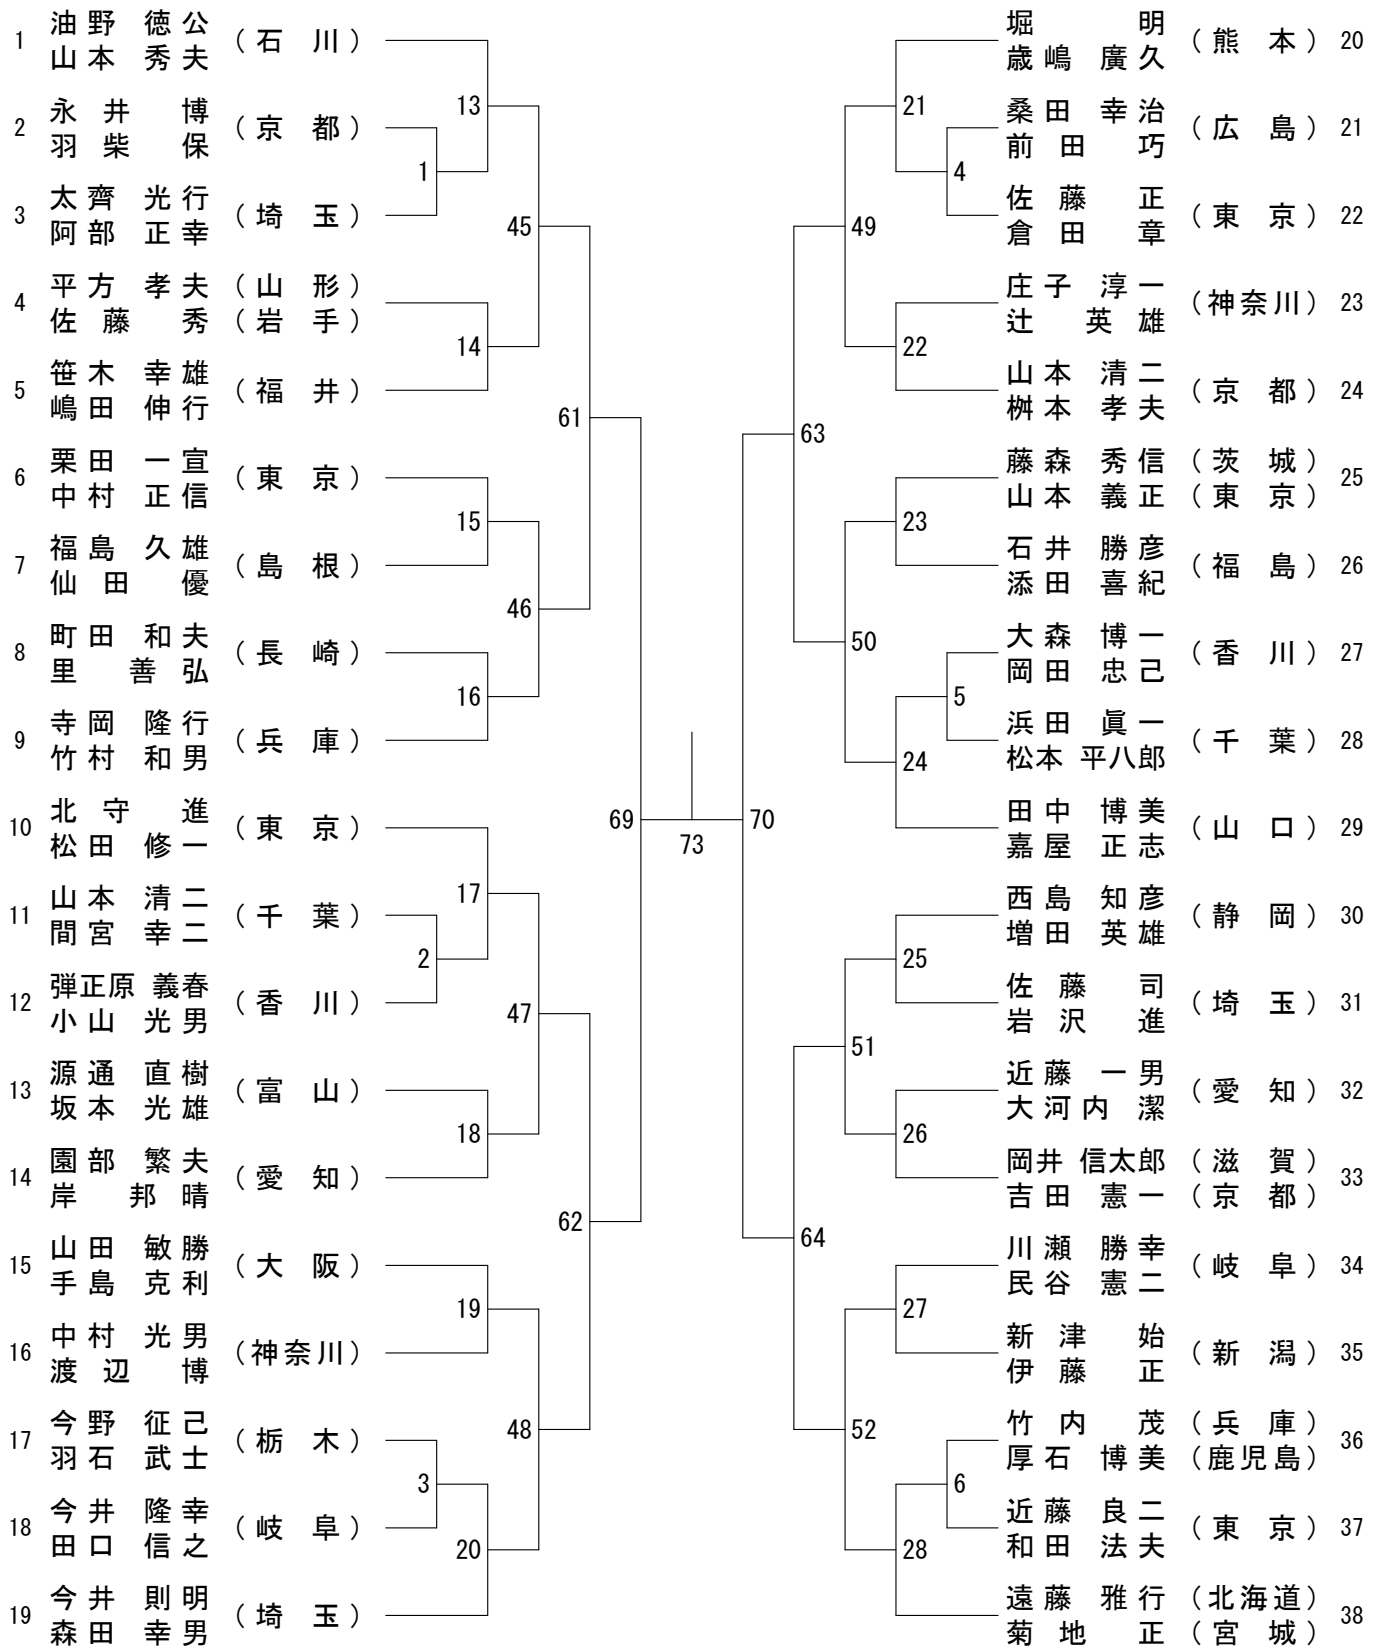 1 油野 徳公 (石川)
山本 秀夫
2 永井 博 (京都)
羽柴 保
3 太齊 光行 (埼玉)
阿部 正幸
4 平方 孝夫 (山形)
佐藤 秀 (岩手)
5 笹木 幸雄 (福井)
嶋田 伸行
6 栗田 一宣 (東京)
中村 正信
7 福島 久雄 (島根)
仙田 優
8 町田 和夫 (長崎)
里 善弘
9 寺岡 隆行 (兵庫)
竹村 和男
10 北守 進 (東京)
松田 修一
11 山本 清二 (千葉)
間宮 幸二
12 弾正原 義春 (香川)
小山 光男
13 源通 直樹 (富山)
坂本 光雄
14 園部 繁夫 (愛知)
岸 邦晴
15 山田 敏勝 (大阪)
手島 克利
16 中村 光男 (神奈川)
渡辺 博
17 今野 征己 (栃木)
羽石 武士
18 今井 隆幸 (岐阜)
田口 信之
19 今井 則明 (埼玉)
森田 幸男
1
2
3
13
14
15
16
17
18
19
20
45
46
47
48
61
62
69
73
70
63
64
49
50
51
52
21
22
23
24
25
26
27
28
4
5
6
堀 明 (熊本) 20
歳嶋 廣久
桑田 幸治 (広島) 21
前田 巧
佐藤 正 (東京) 22
倉田 章
庄子 淳一 (神奈川) 23
辻 英雄
山本 清二 (京都) 24
桝本 孝夫
藤森 秀信 (茨城) 25
山本 義正 (東京)
石井 勝彦 (福島) 26
添田 喜紀
大森 博一 (香川) 27
岡田 忠己
浜田 眞一 (千葉) 28
松本 平八郎
田中 博美 (山口) 29
嘉屋 正志
西島 知彦 (静岡) 30
増田 英雄
佐藤 司 (埼玉) 31
岩沢 進
近藤 一男 (愛知) 32
大河内 潔
岡井 信太郎 (滋賀) 33
吉田 憲一 (京都)
川瀬 勝幸 (岐阜) 34
民谷 憲二
新津 始 (新潟) 35
伊藤 正
竹内 茂 (兵庫) 36
厚石 博美 (鹿児島)
近藤 良二 (東京) 37
和田 法夫
遠藤 雅行 (北海道) 38
菊地 正 (宮城)